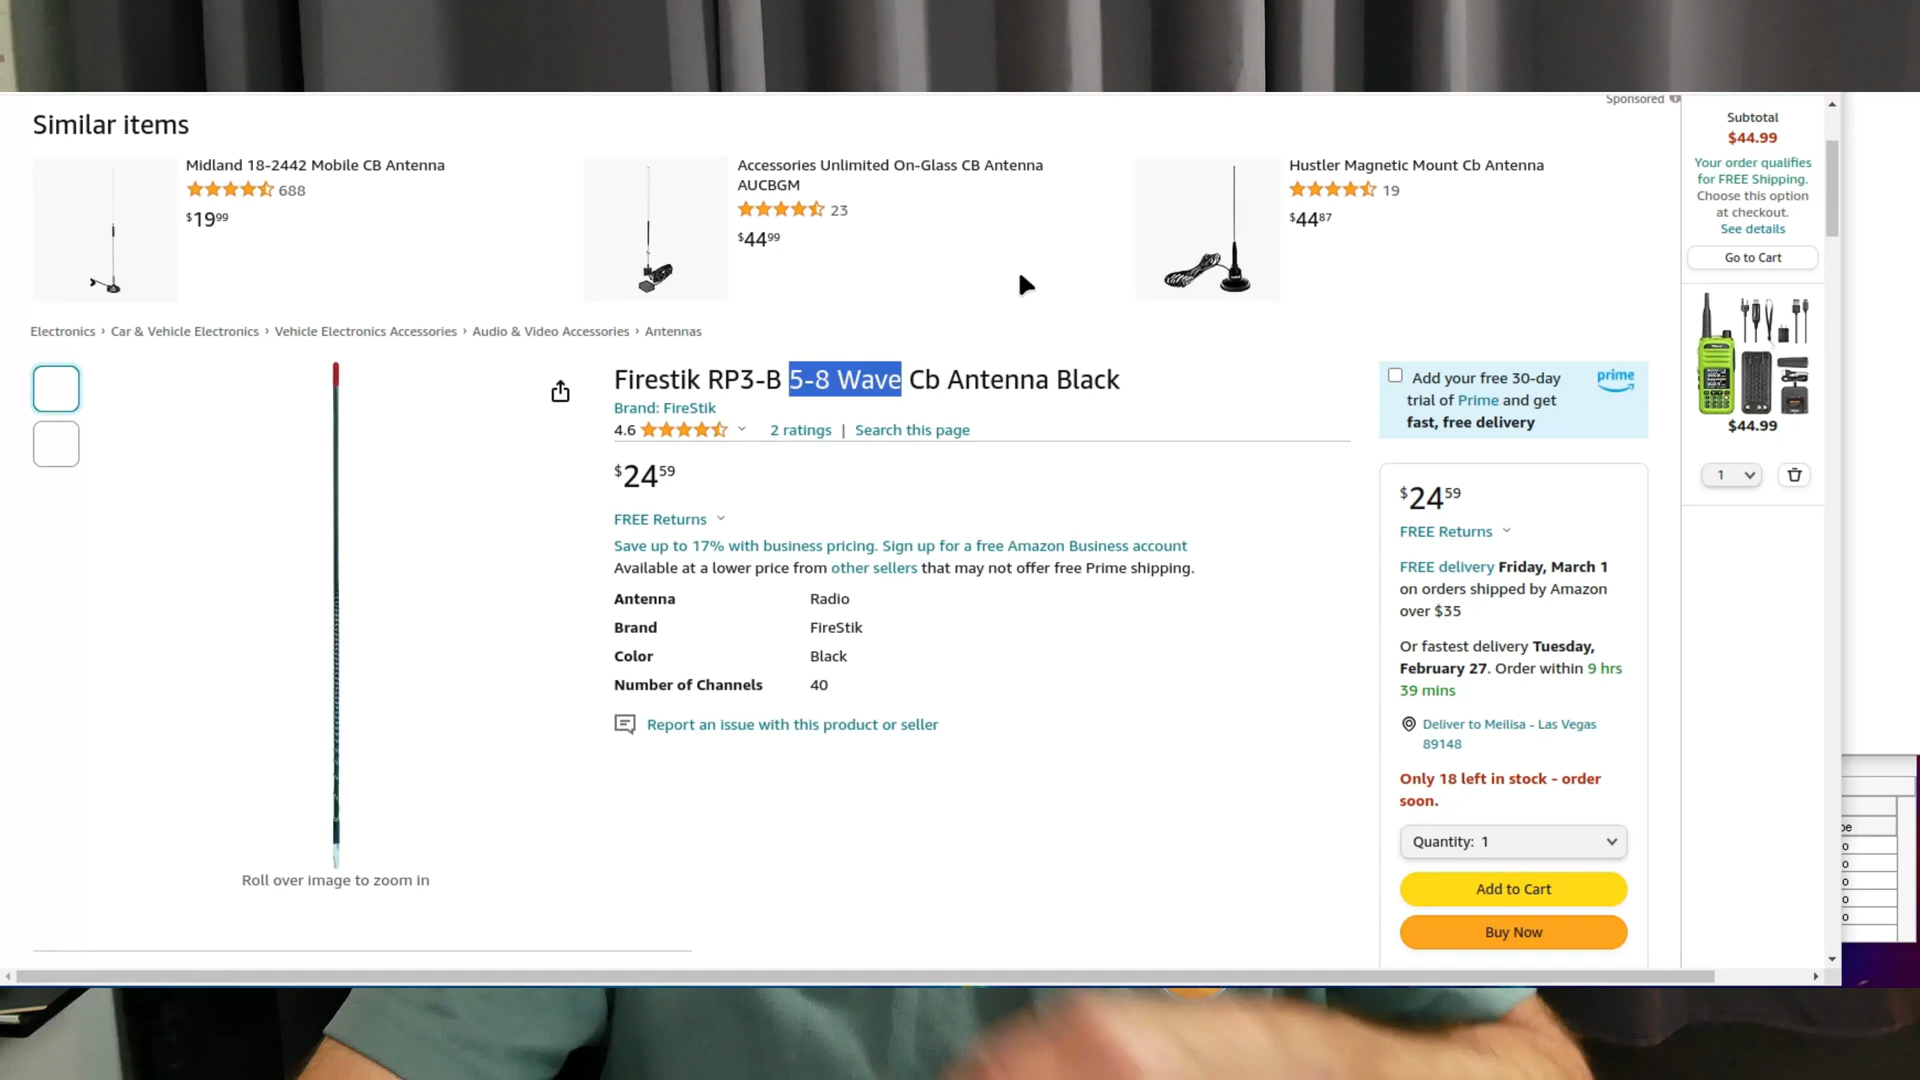 Sponsored
Similar items
Midland 18-2442 Mobile CB Antenna
688
$19.99
Accessories Unlimited On-Glass CB Antenna
AUCBGM
23
$44.99
Hustler Magnetic Mount Cb Antenna
19
$44.87
Electronics › Car & Vehicle Electronics › Vehicle Electronics Accessories › Audio & Video Accessories › Antennas
Firestik RP3-B 5-8 Wave Cb Antenna Black
Brand: FireStik
4.6
2 ratings | Search this page
$24.59
FREE Returns
Save up to 17% with business pricing. Sign up for a free Amazon Business account
Available at a lower price from other sellers that may not offer free Prime shipping.
Antenna Radio
Brand FireStik
Color Black
Number of Channels 40
Report an issue with this product or seller
Roll over image to zoom in
Add your free 30-day
trial of Prime and get
fast, free delivery
prime
$24.59
FREE Returns
FREE delivery Friday, March 1
on orders shipped by Amazon
over $35
Or fastest delivery Tuesday,
February 27. Order within 9 hrs
39 mins
Deliver to Meilisa - Las Vegas
89148
Only 18 left in stock - order
soon.
Quantity: 1
Add to Cart
Buy Now
Subtotal
$44.99
Your order qualifies
for FREE Shipping.
Choose this option
at checkout.
See details
Go to Cart
$44.99
1